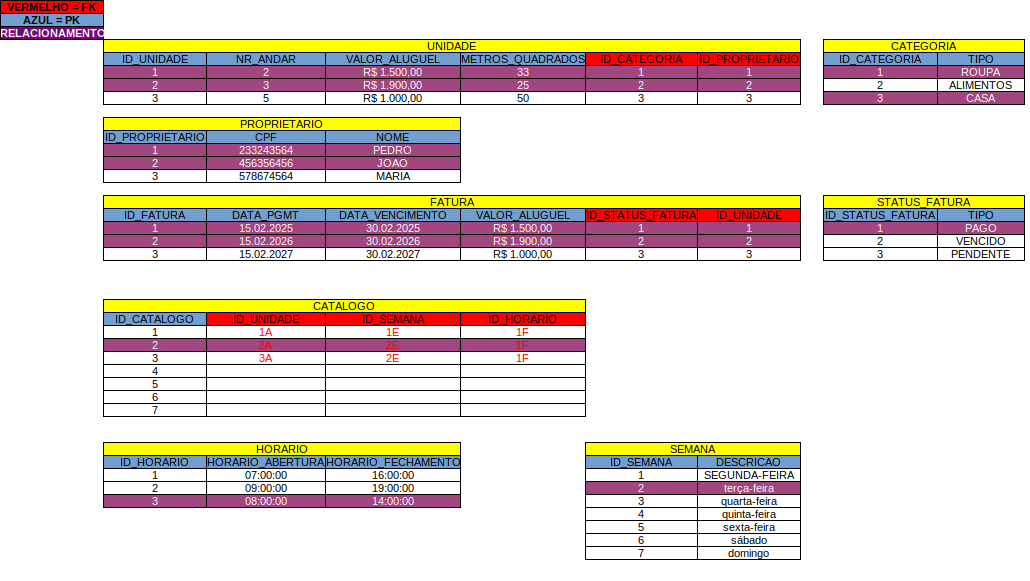 VERMELHO = FK
AZUL = PK
RELACIONAMENTO
UNIDADE
ID_UNIDADE NR_ANDAR VALOR_ALUGUEL METROS_QUADRADOS ID_CATEGORIA ID_PROPRIETARIO
1 2 R$ 1.500,00 33 1 1
2 3 R$ 1.900,00 25 2 2
3 5 R$ 1.000,00 50 3 3
CATEGORIA
ID_CATEGORIA TIPO
1 ROUPA
2 ALIMENTOS
3 CASA
PROPRIETARIO
ID_PROPRIETARIO CPF NOME
1 233243564 PEDRO
2 456356456 JOAO
3 578674564 MARIA
FATURA
ID_FATURA DATA_PGMT DATA_VENCIMENTO VALOR_ALUGUEL ID_STATUS_FATURA ID_UNIDADE
1 15.02.2025 30.02.2025 R$ 1.500,00 1 1
2 15.02.2026 30.02.2026 R$ 1.900,00 2 2
3 15.02.2027 30.02.2027 R$ 1.000,00 3 3
STATUS_FATURA
ID_STATUS_FATURA TIPO
1 PAGO
2 VENCIDO
3 PENDENTE
CATALOGO
ID_CATALOGO ID_UNIDADE ID_SEMANA ID_HORARIO
1 1A 1E 1F
2 2A 2E 1F
3 3A 2E 1F
4
5
6
7
HORARIO
ID_HORARIO HORARIO_ABERTURA HORARIO_FECHAMENTO
1 07:00:00 16:00:00
2 09:00:00 19:00:00
3 08:00:00 14:00:00
SEMANA
ID_SEMANA DESCRICAO
1 SEGUNDA-FEIRA
2 terça-feira
3 quarta-feira
4 quinta-feira
5 sexta-feira
6 sábado
7 domingo